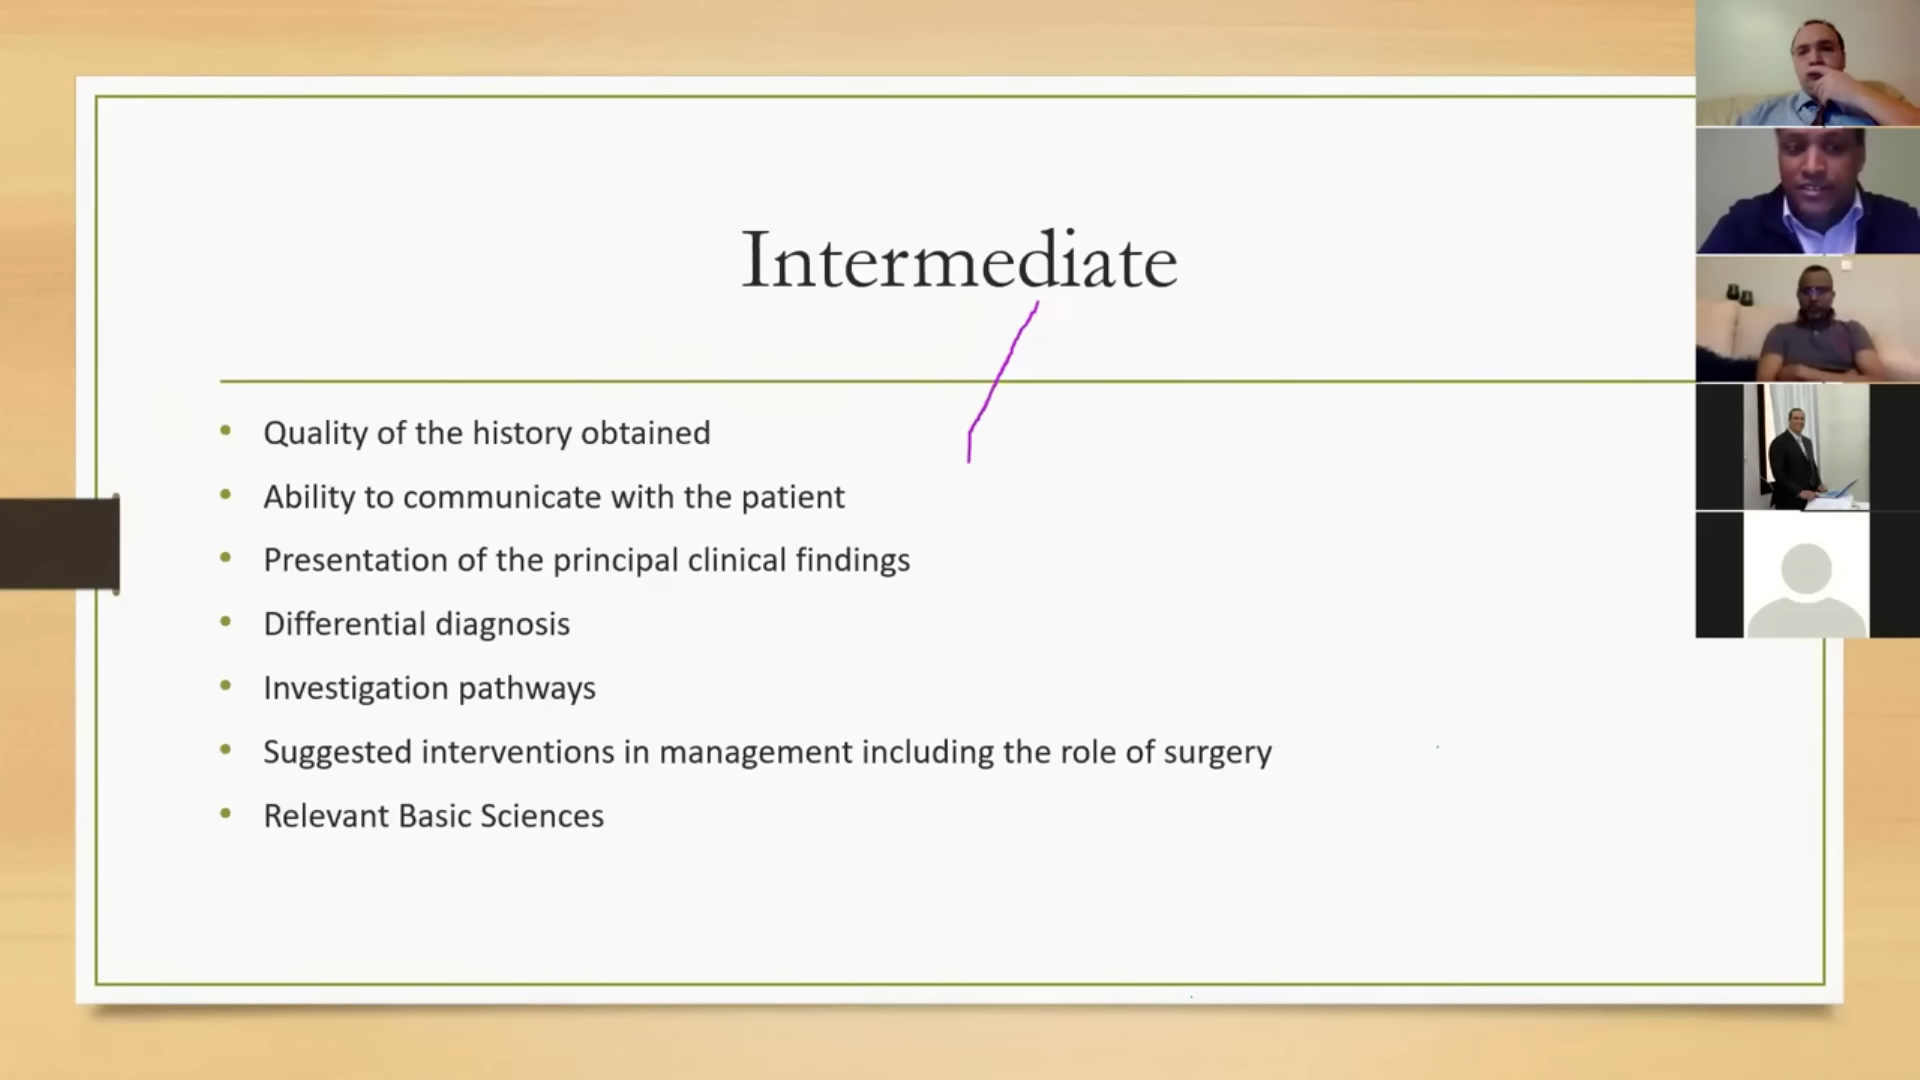 Intermediate
• Quality of the history obtained
• Ability to communicate with the patient
• Presentation of the principal clinical findings
• Differential diagnosis
• Investigation pathways
• Suggested interventions in management including the role of surgery
• Relevant Basic Sciences